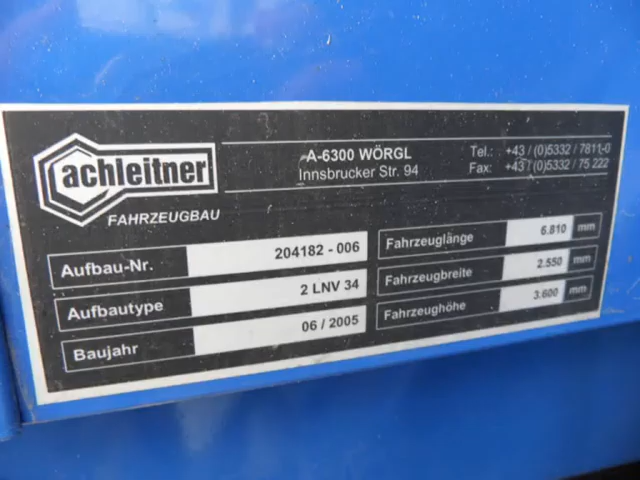 achleitner
FAHRZEUGBAU
A-6300 WÖRGL
Innsbrucker Str. 94
Tel.: +43 / (0)5332 / 7811-0
Fax: +43 / (0)5332 / 75 222
Aufbau-Nr. 204182 - 006
Aufbautype 2 LNV 34
Baujahr 06 / 2005
Fahrzeuglänge 6.810 mm
Fahrzeugbreite 2.550 mm
Fahrzeughöhe 3.600 mm